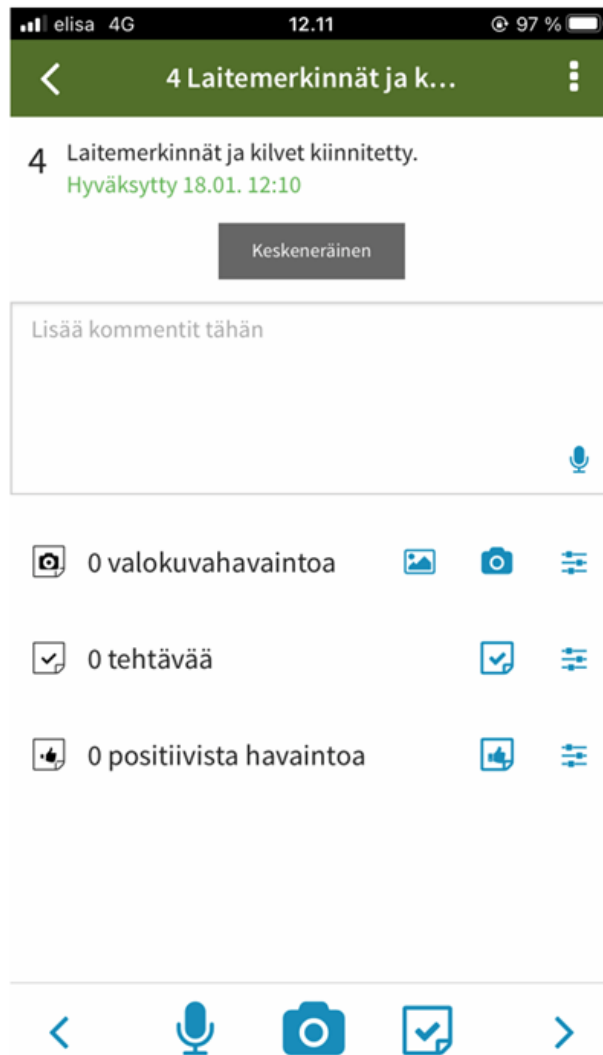 elisa 4G 12.11 97 %
4 Laitemerkinnät ja k...
4 Laitemerkinnät ja kilvet kiinnitetty.
Hyväksytty 18.01. 12:10
Keskeneräinen
Lisää kommentit tähän
0 valokuvahavaintoa
0 tehtävää
0 positiivista havaintoa